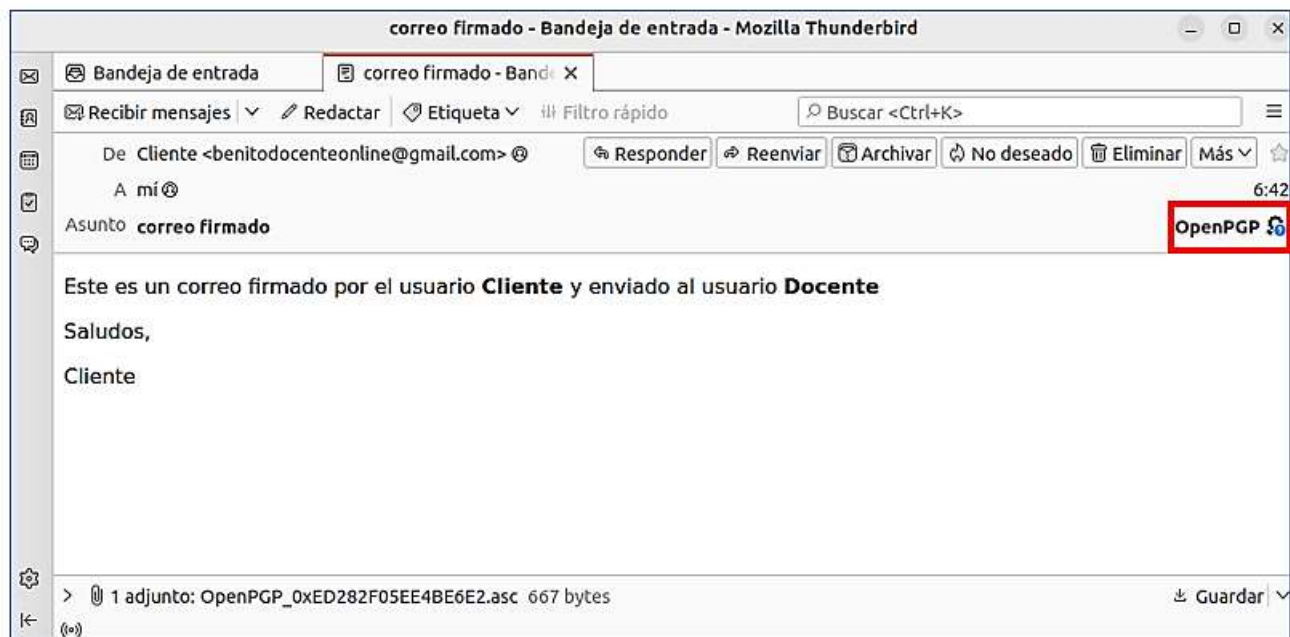 correo firmado - Bandeja de entrada - Mozilla Thunderbird
Bandeja de entrada
correo firmado - Band
Recibir mensajes
Redactar
Etiqueta
Filtro rápido
Buscar <Ctrl+K>
De Cliente <benitodocenteonline@gmail.com>
Responder
Reenviar
Archivar
No deseado
Eliminar
Más
A mí
6:42
Asunto correo firmado
OpenPGP
Este es un correo firmado por el usuario Cliente y enviado al usuario Docente
Saludos,
Cliente
1 adjunto: OpenPGP_0xED282F05EE4BE6E2.asc 667 bytes
Guardar